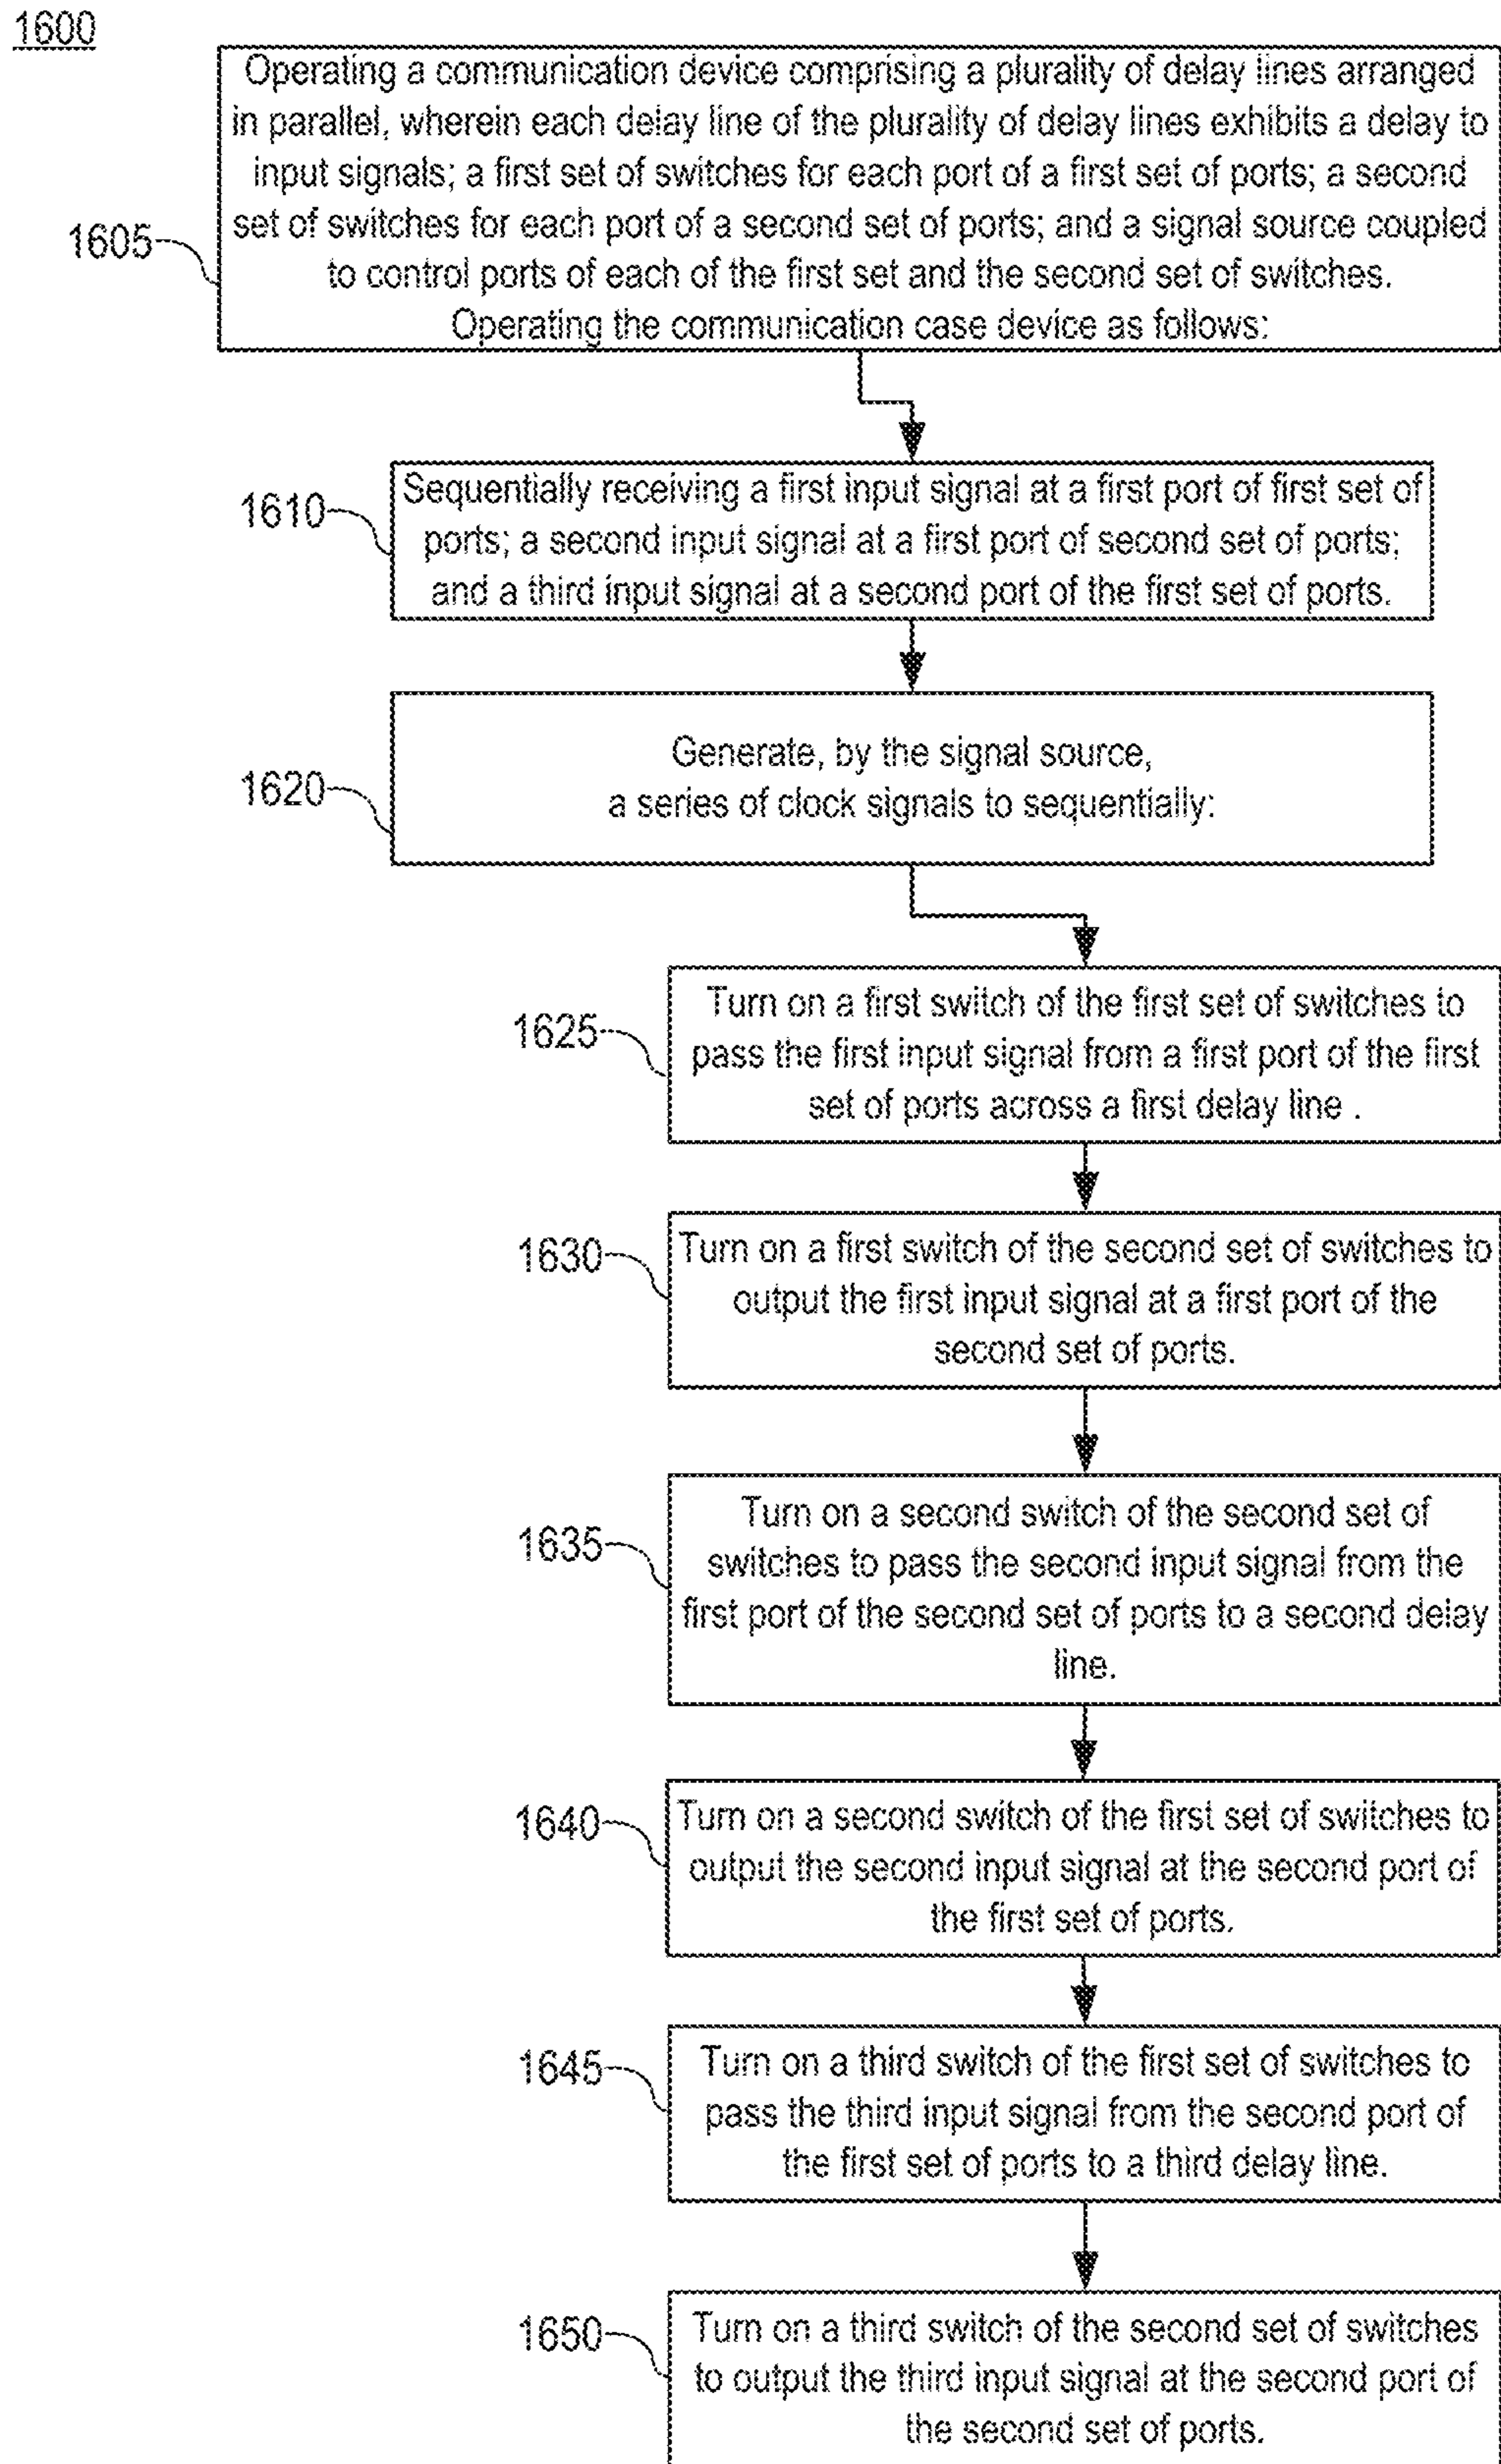 1600
Operating a communication device comprising a plurality of delay lines arranged
in parallel, wherein each delay line of the plurality of delay lines exhibits a delay to
input signals; a first set of switches for each port of a first set of ports; a second
set of switches for each port of a second set of ports; and a signal source coupled
to control ports of each of the first set and the second set of switches.
Operating the communication case device as follows:
1605
Sequentially receiving a first input signal at a first port of first set of
ports; a second input signal at a first port of second set of ports;
and a third input signal at a second port of the first set of ports.
1610
Generate, by the signal source,
a series of clock signals to sequentially:
1620
Turn on a first switch of the first set of switches to
pass the first input signal from a first port of the first
set of ports across a first delay line .
1625
Turn on a first switch of the second set of switches to
output the first input signal at a first port of the
second set of ports.
1630
Turn on a second switch of the second set of
switches to pass the second input signal from the
first port of the second set of ports to a second delay
line.
1635
Turn on a second switch of the first set of switches to
output the second input signal at the second port of
the first set of ports.
1640
Turn on a third switch of the first set of switches to
pass the third input signal from the second port of
the first set of ports to a third delay line.
1645
Turn on a third switch of the second set of switches
to output the third input signal at the second port of
the second set of ports.
1650